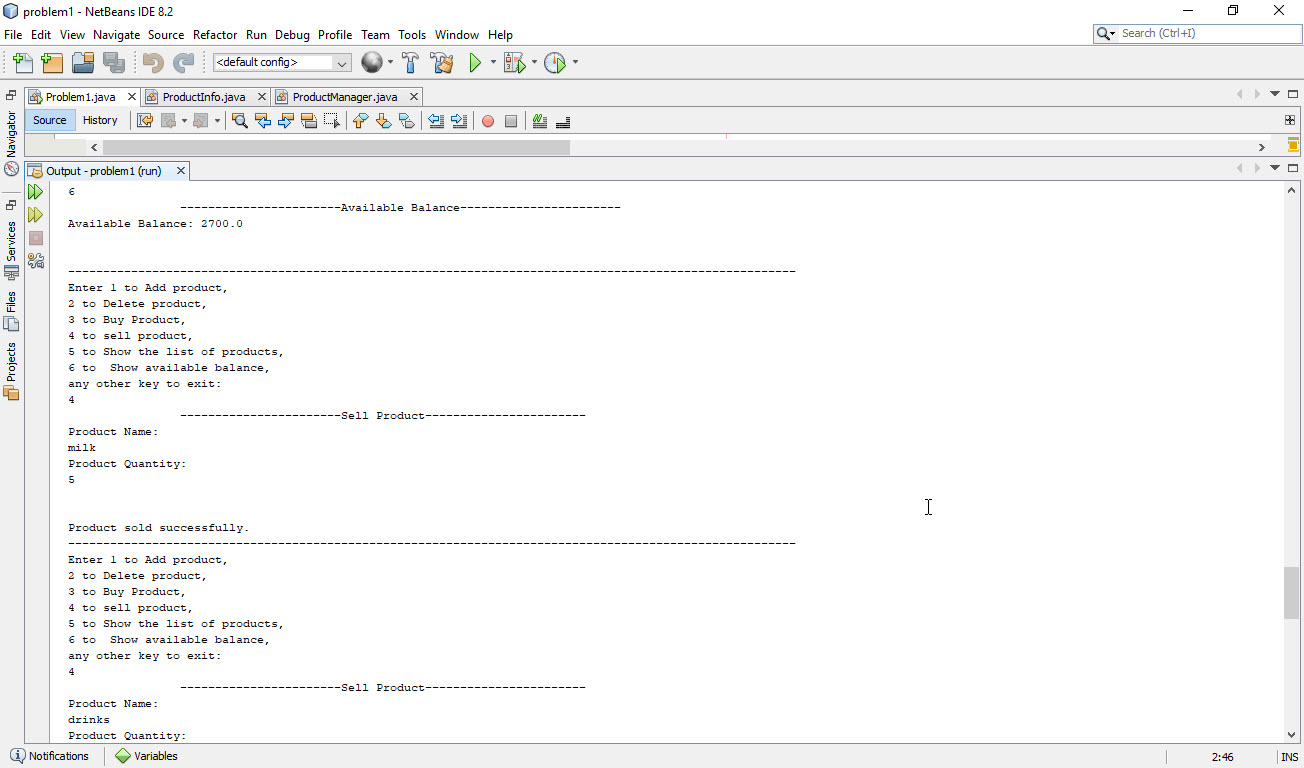 problem1 - NetBeans IDE 8.2
File Edit View Navigate Source Refactor Run Debug Profile Team Tools Window Help
Search (Ctrl+I)
<default config>
Problem1.java ProductInfo.java ProductManager.java
Source History
Navigator
Services
Files
Projects
Output - problem1 (run)
6
-----------------------Available Balance-----------------------
Available Balance: 2700.0
--------------------------------------------------------------------------------------------------------
Enter 1 to Add product,
2 to Delete product,
3 to Buy Product,
4 to sell product,
5 to Show the list of products,
6 to  Show available balance,
any other key to exit:
4
-----------------------Sell Product-----------------------
Product Name:
milk
Product Quantity:
5
Product sold successfully.
--------------------------------------------------------------------------------------------------------
Enter 1 to Add product,
2 to Delete product,
3 to Buy Product,
4 to sell product,
5 to Show the list of products,
6 to  Show available balance,
any other key to exit:
4
-----------------------Sell Product-----------------------
Product Name:
drinks
Product Quantity:
Notifications Variables 2:46 INS